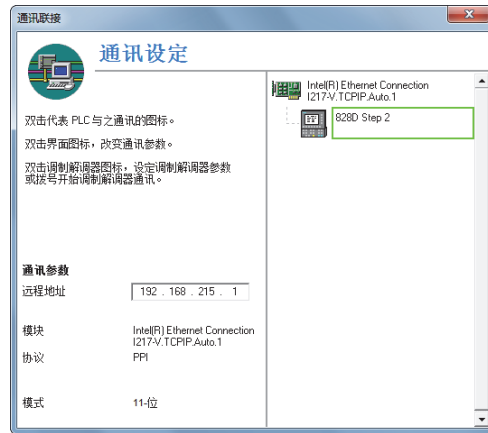 通讯联接
通讯设定
双击代表 PLC 与之通讯的图标。
双击界面图标，改变通讯参数。
双击调制解调器图标，设定调制解调器参数
或拨号开始调制解调器通讯。
通讯参数
远程地址 192 . 168 . 215 . 1
模块 Intel(R) Ethernet Connection
I217-V.TCPIP.Auto.1
协议 PPI
模式 11-位
Intel(R) Ethernet Connection
I217-V.TCPIP.Auto.1
828D Step 2